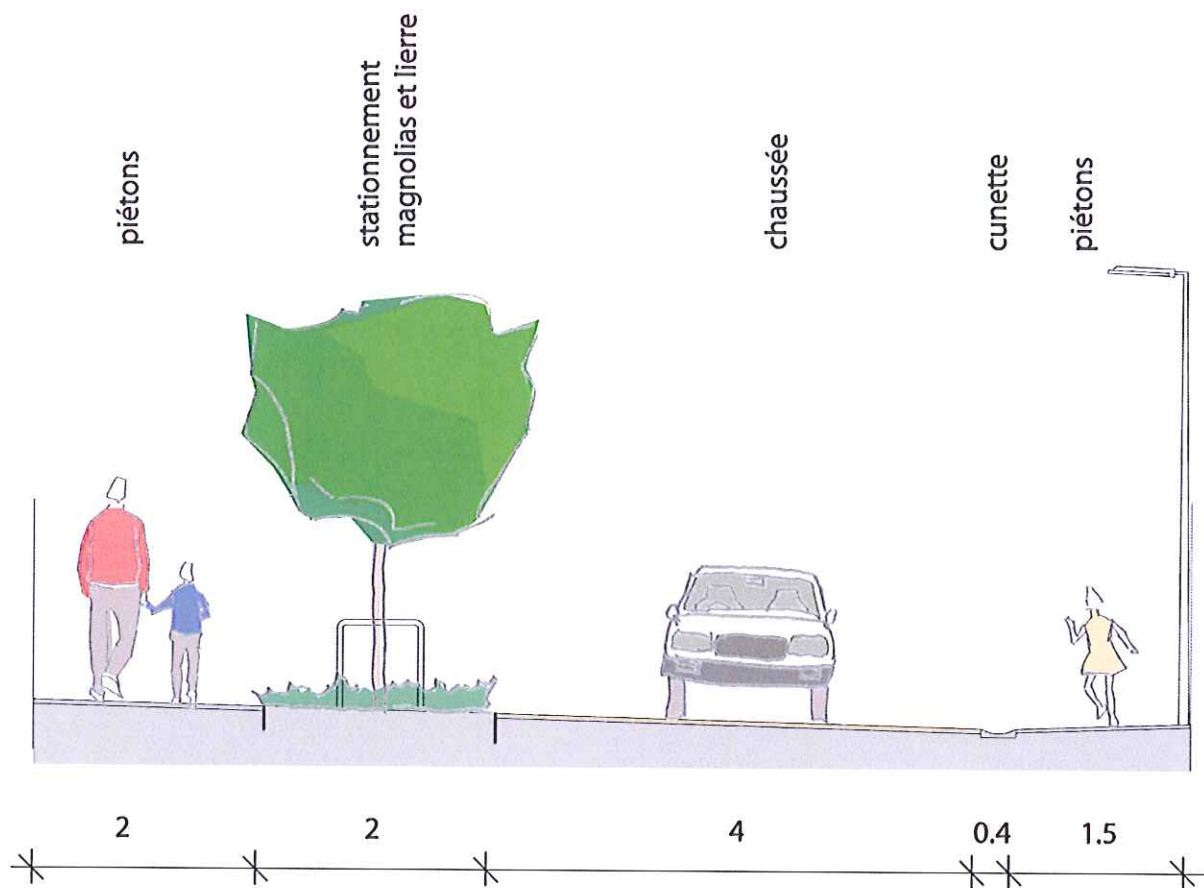 piétons
stationnement
magnolias et lierre
chaussée
cunette
piétons
2
2
4
0.4
1.5